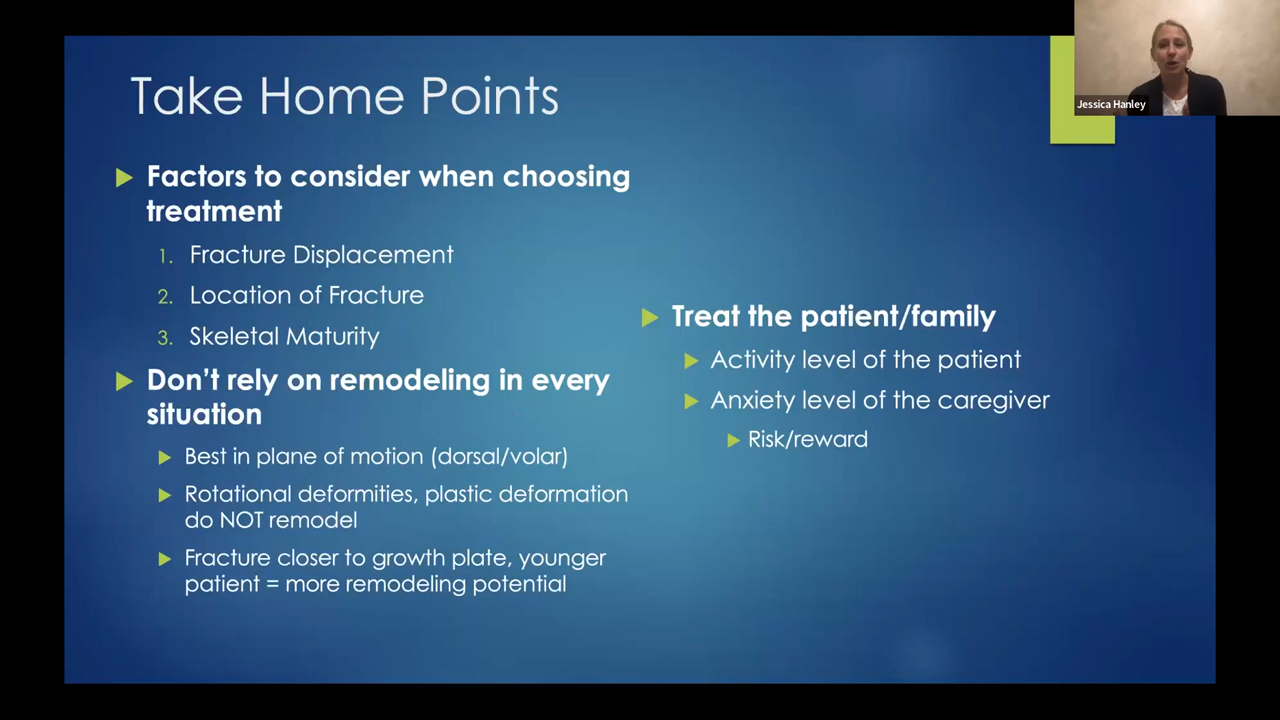 Take Home Points
Factors to consider when choosing
treatment
1. Fracture Displacement
2. Location of Fracture
3. Skeletal Maturity
Don’t rely on remodeling in every
situation
Best in plane of motion (dorsal/volar)
Rotational deformities, plastic deformation
do NOT remodel
Fracture closer to growth plate, younger
patient = more remodeling potential
Treat the patient/family
Activity level of the patient
Anxiety level of the caregiver
Risk/reward
Jessica Hanley